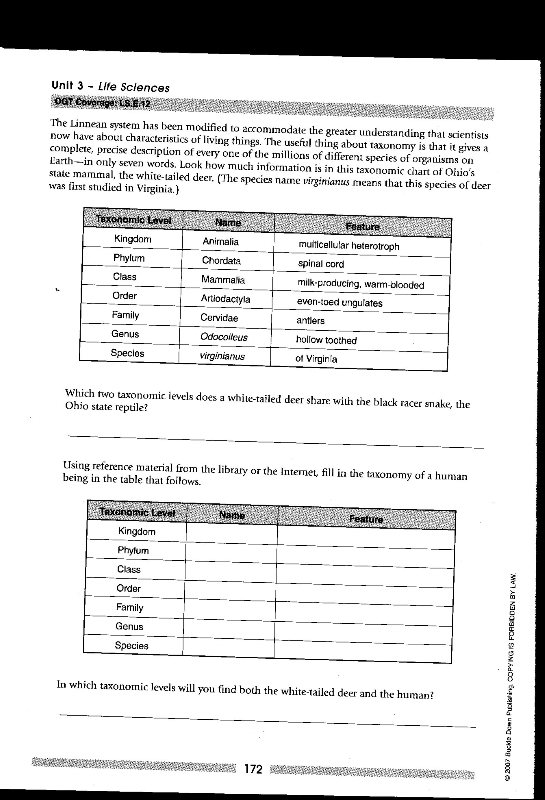 Unit 3 – Life Sciences
OGT Coverage: LS.E.12
The Linnean system has been modified to accommodate the greater understanding that scientists
now have about characteristics of living things. The useful thing about taxonomy is that it gives a
complete, precise description of every one of the millions of different species of organisms on
Earth—in only seven words. Look how much information is in this taxonomic chart of Ohio's
state mammal, the white-tailed deer. (The species name virginianus means that this species of deer
was first studied in Virginia.)
Taxonomic Level Name Feature
Kingdom Animalia multicellular heterotroph
Phylum Chordata spinal cord
Class Mammalia milk-producing, warm-blooded
Order Artiodactyla even-toed ungulates
Family Cervidae antlers
Genus Odocoileus hollow toothed
Species virginianus of Virginia
Which two taxonomic levels does a white-tailed deer share with the black racer snake, the
Ohio state reptile?
Using reference material from the library or the Internet, fill in the taxonomy of a human
being in the table that follows.
Taxonomic Level Name Feature
Kingdom
Phylum
Class
Order
Family
Genus
Species
In which taxonomic levels will you find both the white-tailed deer and the human?
172
© 2007 Buckle Down Publishing. COPYING IS FORBIDDEN BY LAW.